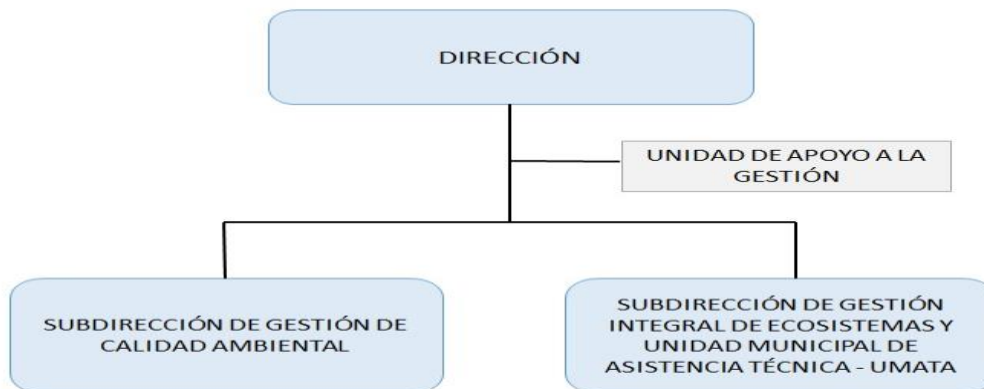 DIRECCIÓN
UNIDAD DE APOYO A LA
GESTIÓN
SUBDIRECCIÓN DE GESTIÓN DE
CALIDAD AMBIENTAL
SUBDIRECCIÓN DE GESTIÓN
INTEGRAL DE ECOSISTEMAS Y
UNIDAD MUNICIPAL DE
ASISTENCIA TÉCNICA - UMATA